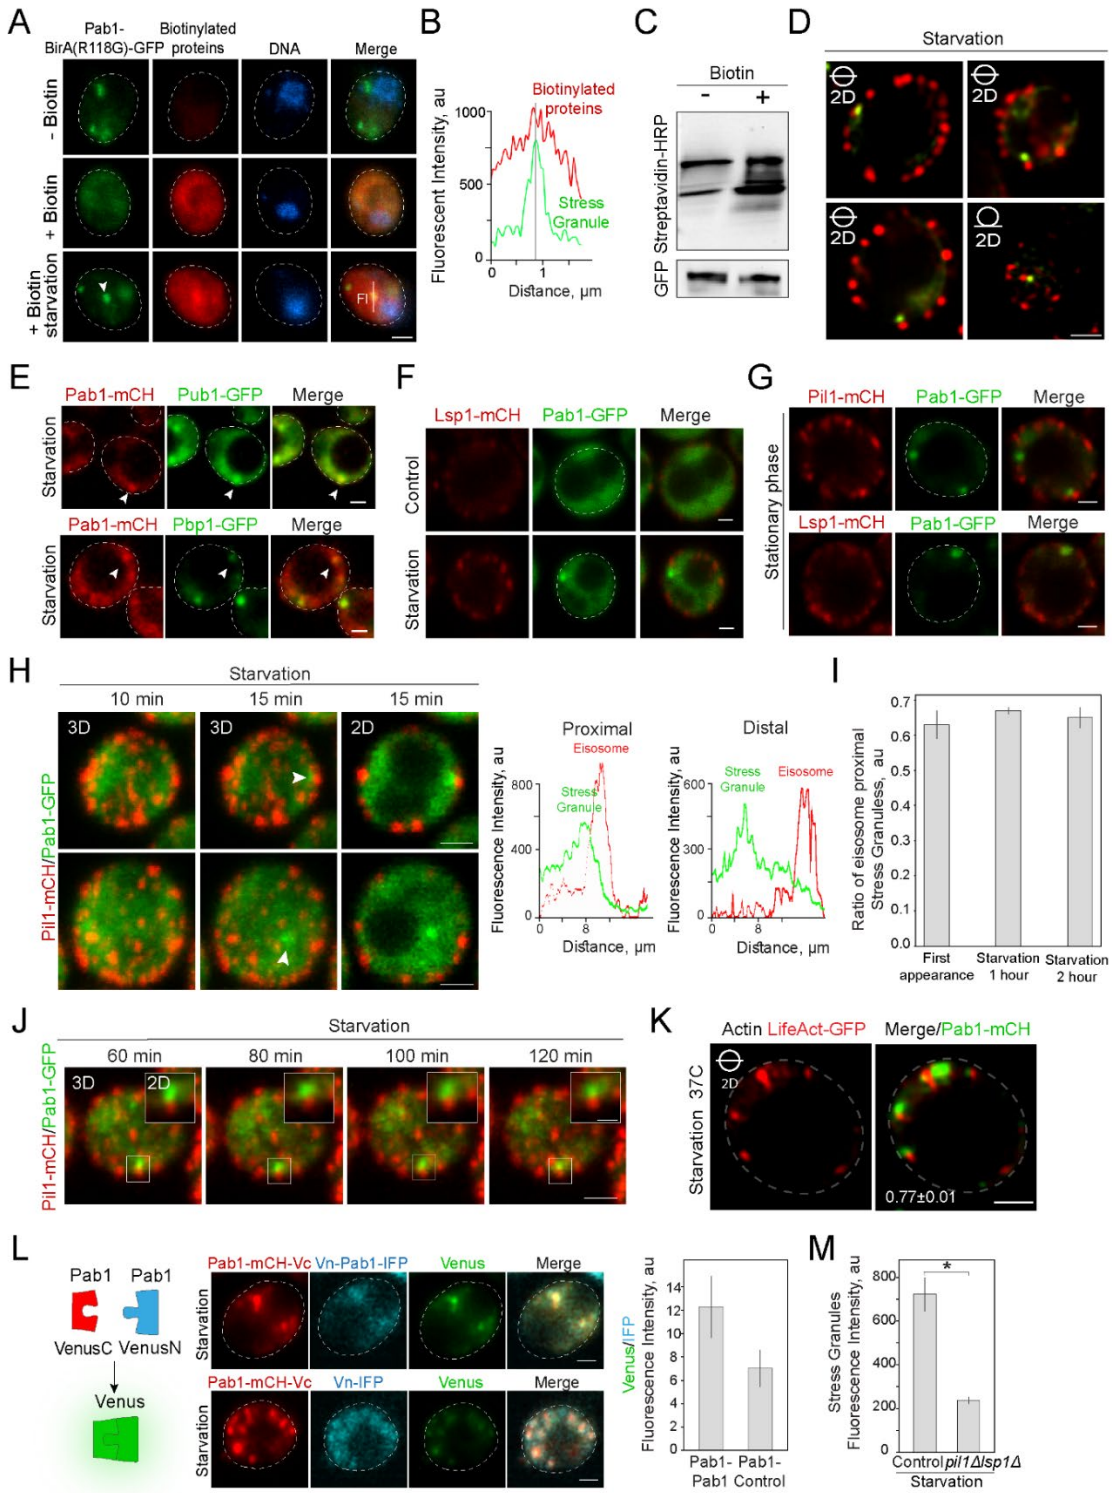 A
Pab1-
BirA(R118G)-GFP
Biotinylated
proteins
DNA
Merge
- Biotin
+ Biotin
+ Biotin
starvation
FI
B
Fluorescent Intensity, au
1000
500
0
Biotinylated
proteins
Stress
Granule
0
1
Distance, μm
C
Biotin
-
+
Streptavidin-HRP
GFP
D
Starvation
2D
2D
2D
2D
E
Pab1-mCH
Pub1-GFP
Merge
Starvation
Pab1-mCH
Pbp1-GFP
Merge
Starvation
F
Lsp1-mCH
Pab1-GFP
Merge
Control
Starvation
G
Pil1-mCH
Pab1-GFP
Merge
Stationary phase
Lsp1-mCH
Pab1-GFP
Merge
H
Starvation
10 min
15 min
15 min
3D
3D
2D
Pil1-mCH/Pab1-GFP
Proximal
Eisosome
Stress
Granule
Fluorescence Intensity, au
800
400
0
0
8
Distance, μm
Distal
Stress
Granule
Eisosome
Fluorescence Intensity, au
600
300
0
0
8
Distance, μm
I
Ratio of eisosome proximal
Stress Granuless, au
0.7
0.6
0.5
0.4
0.3
0.2
0.1
0.0
First
appearance
Starvation
1 hour
Starvation
2 hour
J
Starvation
60 min
80 min
100 min
120 min
3D
2D
Pil1-mCH/Pab1-GFP
K
Actin LifeAct-GFP
Merge/Pab1-mCH
Starvation 37C
2D
0.77±0.01
L
Pab1
Pab1
VenusC
VenusN
Venus
Pab1-mCH-Vc
Vn-Pab1-IFP
Venus
Merge
Starvation
Pab1-mCH-Vc
Vn-IFP
Venus
Merge
Starvation
Venus/IFP
Fluorescence Intensity, au
14
12
10
8
6
4
2
0
Pab1-
Pab1
Pab1-
Control
M
Stress Granules
Fluorescence Intensity, au
800
600
400
200
0
*
Control
pil1Δlsp1Δ
Starvation